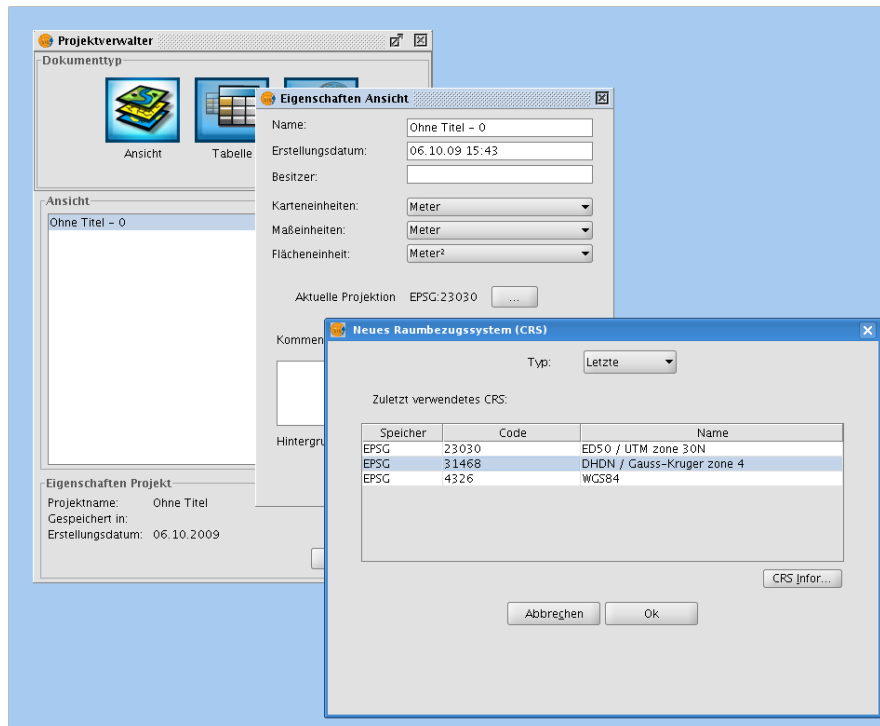 Projektverwalter
Dokumenttyp
Ansicht
Tabelle
Ansicht
Ohne Titel - 0
Eigenschaften Projekt
Projektname: Ohne Titel
Gespeichert in:
Erstellungsdatum: 06.10.2009
Eigenschaften Ansicht
Name: Ohne Titel - 0
Erstellungsdatum: 06.10.09 15:43
Besitzer:
Karteneinheiten: Meter
Maßeinheiten: Meter
Flächeneinheit: Meter²
Aktuelle Projektion EPSG:23030 ...
Kommen
Hintergru
Neues Raumbezugssystem (CRS)
Typ: Letzte
Zuletzt verwendetes CRS:
Speicher Code Name
EPSG 23030 ED50 / UTM zone 30N
EPSG 31468 DHDN / Gauss-Kruger zone 4
EPSG 4326 WGS84
CRS Infor...
Abbrechen Ok